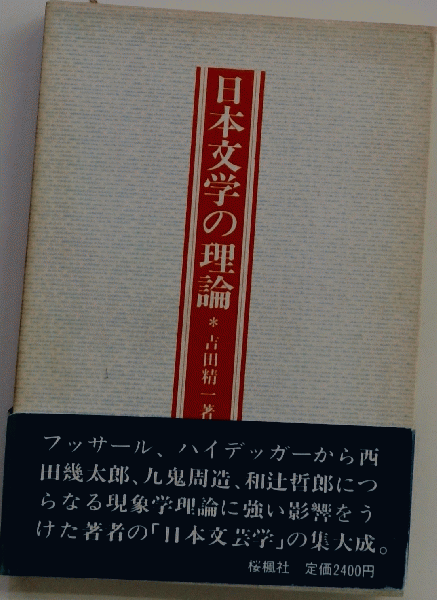 日本文学の理論
*吉田精一著
フッサール、ハイデッガーから西
田幾太郎、九鬼周造、和辻哲郎につ
らなる現象学理論に強い影響をう
けた著者の「日本文芸学」の集大成。
桜楓社 定価2400円